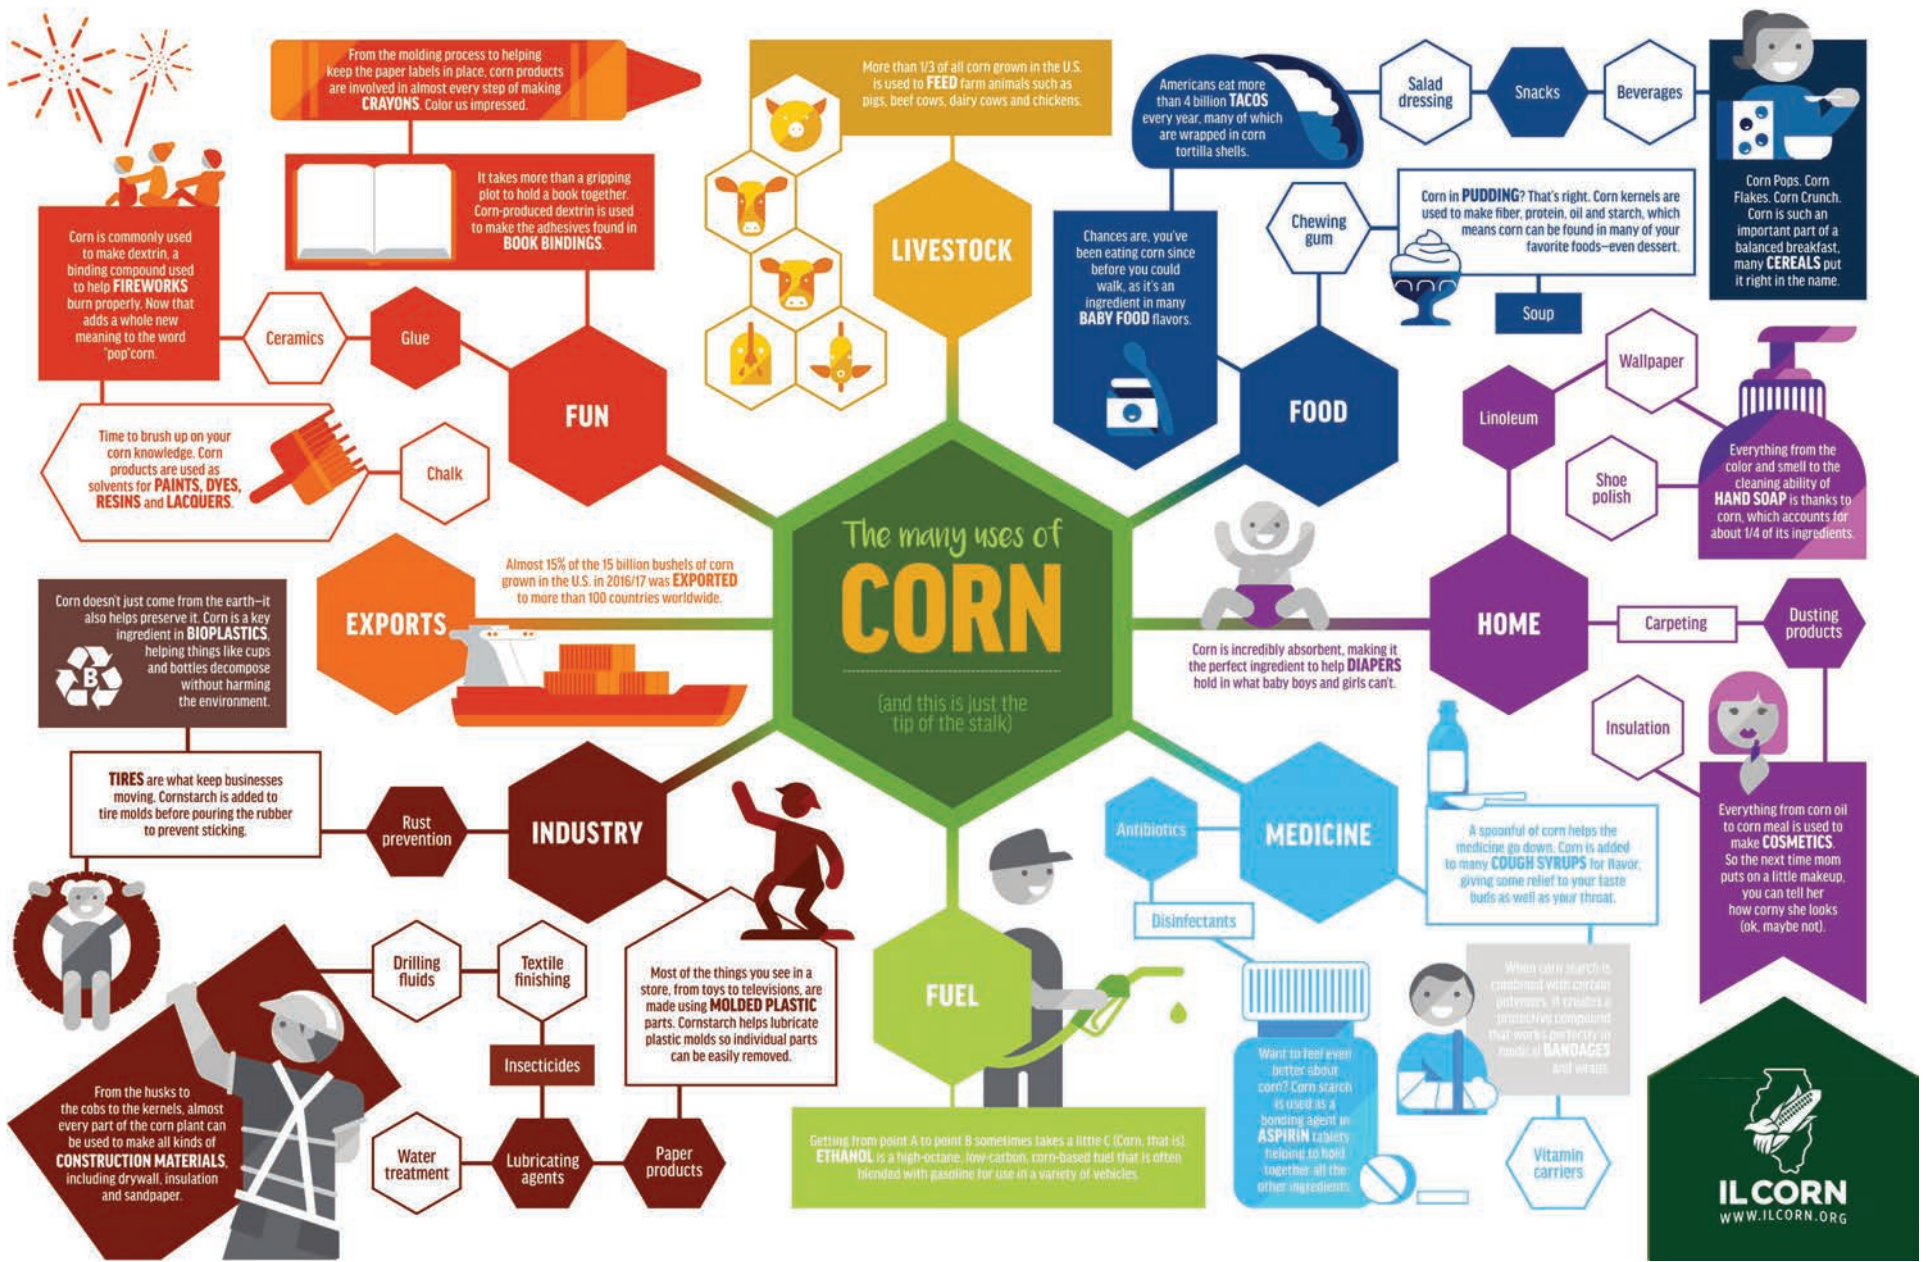 From the molding process to helping
keep the paper labels in place, corn products
are involved in almost every step of making
CRAYONS. Color us impressed.
It takes more than a gripping
plot to hold a book together.
Corn-produced dextrin is used
to make the adhesives found in
BOOK BINDINGS.
Corn is commonly used
to make dextrin, a
binding compound used
to help FIREWORKS
burn properly. Now that
adds a whole new
meaning to the word
"pop"corn.
Ceramics
Glue
FUN
Time to brush up on your
corn knowledge. Corn
products are used as
solvents for PAINTS, DYES,
RESINS and LACQUERS.
Chalk
More than 1/3 of all corn grown in the U.S.
is used to FEED farm animals such as
pigs, beef cows, dairy cows and chickens.
LIVESTOCK
Americans eat more
than 4 billion TACOS
every year, many of which
are wrapped in corn
tortilla shells.
Salad
dressing
Snacks
Beverages
Corn Pops. Corn
Flakes. Corn Crunch.
Corn is such an
important part of a
balanced breakfast,
many CEREALS put
it right in the name.
Chewing
gum
Corn in PUDDING? That's right. Corn kernels are
used to make fiber, protein, oil and starch, which
means corn can be found in many of your
favorite foods—even dessert.
Soup
Chances are, you've
been eating corn since
before you could
walk, as it's an
ingredient in many
BABY FOOD flavors.
FOOD
Linoleum
Wallpaper
Shoe
polish
Everything from the
color and smell to the
cleaning ability of
HAND SOAP is thanks to
corn, which accounts for
about 1/4 of its ingredients.
The many uses of
CORN
(and this is just the
tip of the stalk)
EXPORTS
Almost 15% of the 15 billion bushels of corn
grown in the U.S. in 2016/17 was EXPORTED
to more than 100 countries worldwide.
HOME
Carpeting
Dusting
products
Corn is incredibly absorbent, making it
the perfect ingredient to help DIAPERS
hold in what baby boys and girls can't.
Insulation
Everything from corn oil
to corn meal is used to
make COSMETICS.
So the next time mom
puts on a little makeup,
you can tell her
how corny she looks
(ok, maybe not).
Corn doesn't just come from the earth—it
also helps preserve it. Corn is a key
ingredient in BIOPLASTICS,
helping things like cups
and bottles decompose
without harming
the environment.
B
TIRES are what keep businesses
moving. Cornstarch is added to
tire molds before pouring the rubber
to prevent sticking.
Rust
prevention
INDUSTRY
Drilling
fluids
Textile
finishing
Most of the things you see in a
store, from toys to televisions, are
made using MOLDED PLASTIC
parts. Cornstarch helps lubricate
plastic molds so individual parts
can be easily removed.
Insecticides
From the husks to
the cobs to the kernels, almost
every part of the corn plant can
be used to make all kinds of
CONSTRUCTION MATERIALS,
including drywall, insulation
and sandpaper.
Water
treatment
Lubricating
agents
Paper
products
FUEL
Getting from point A to point B sometimes takes a little C (Corn, that is).
ETHANOL is a high-octane, low-carbon, corn-based fuel that is often
blended with gasoline for use in a variety of vehicles.
Antibiotics
MEDICINE
Disinfectants
A spoonful of corn helps the
medicine go down. Corn is added
to many COUGH SYRUPS for flavor,
giving some relief to your taste
buds as well as your throat.
Want to feel even
better about
corn? Corn starch
is used as a
bonding agent in
ASPIRIN tablets
helping to hold
together all the
other ingredients.
When corn starch is
combined with certain
polymers, it creates a
protective compound
that works perfectly in
medical BANDAGES
and wraps.
Vitamin
carriers
IL CORN
WWW.ILCORN.ORG